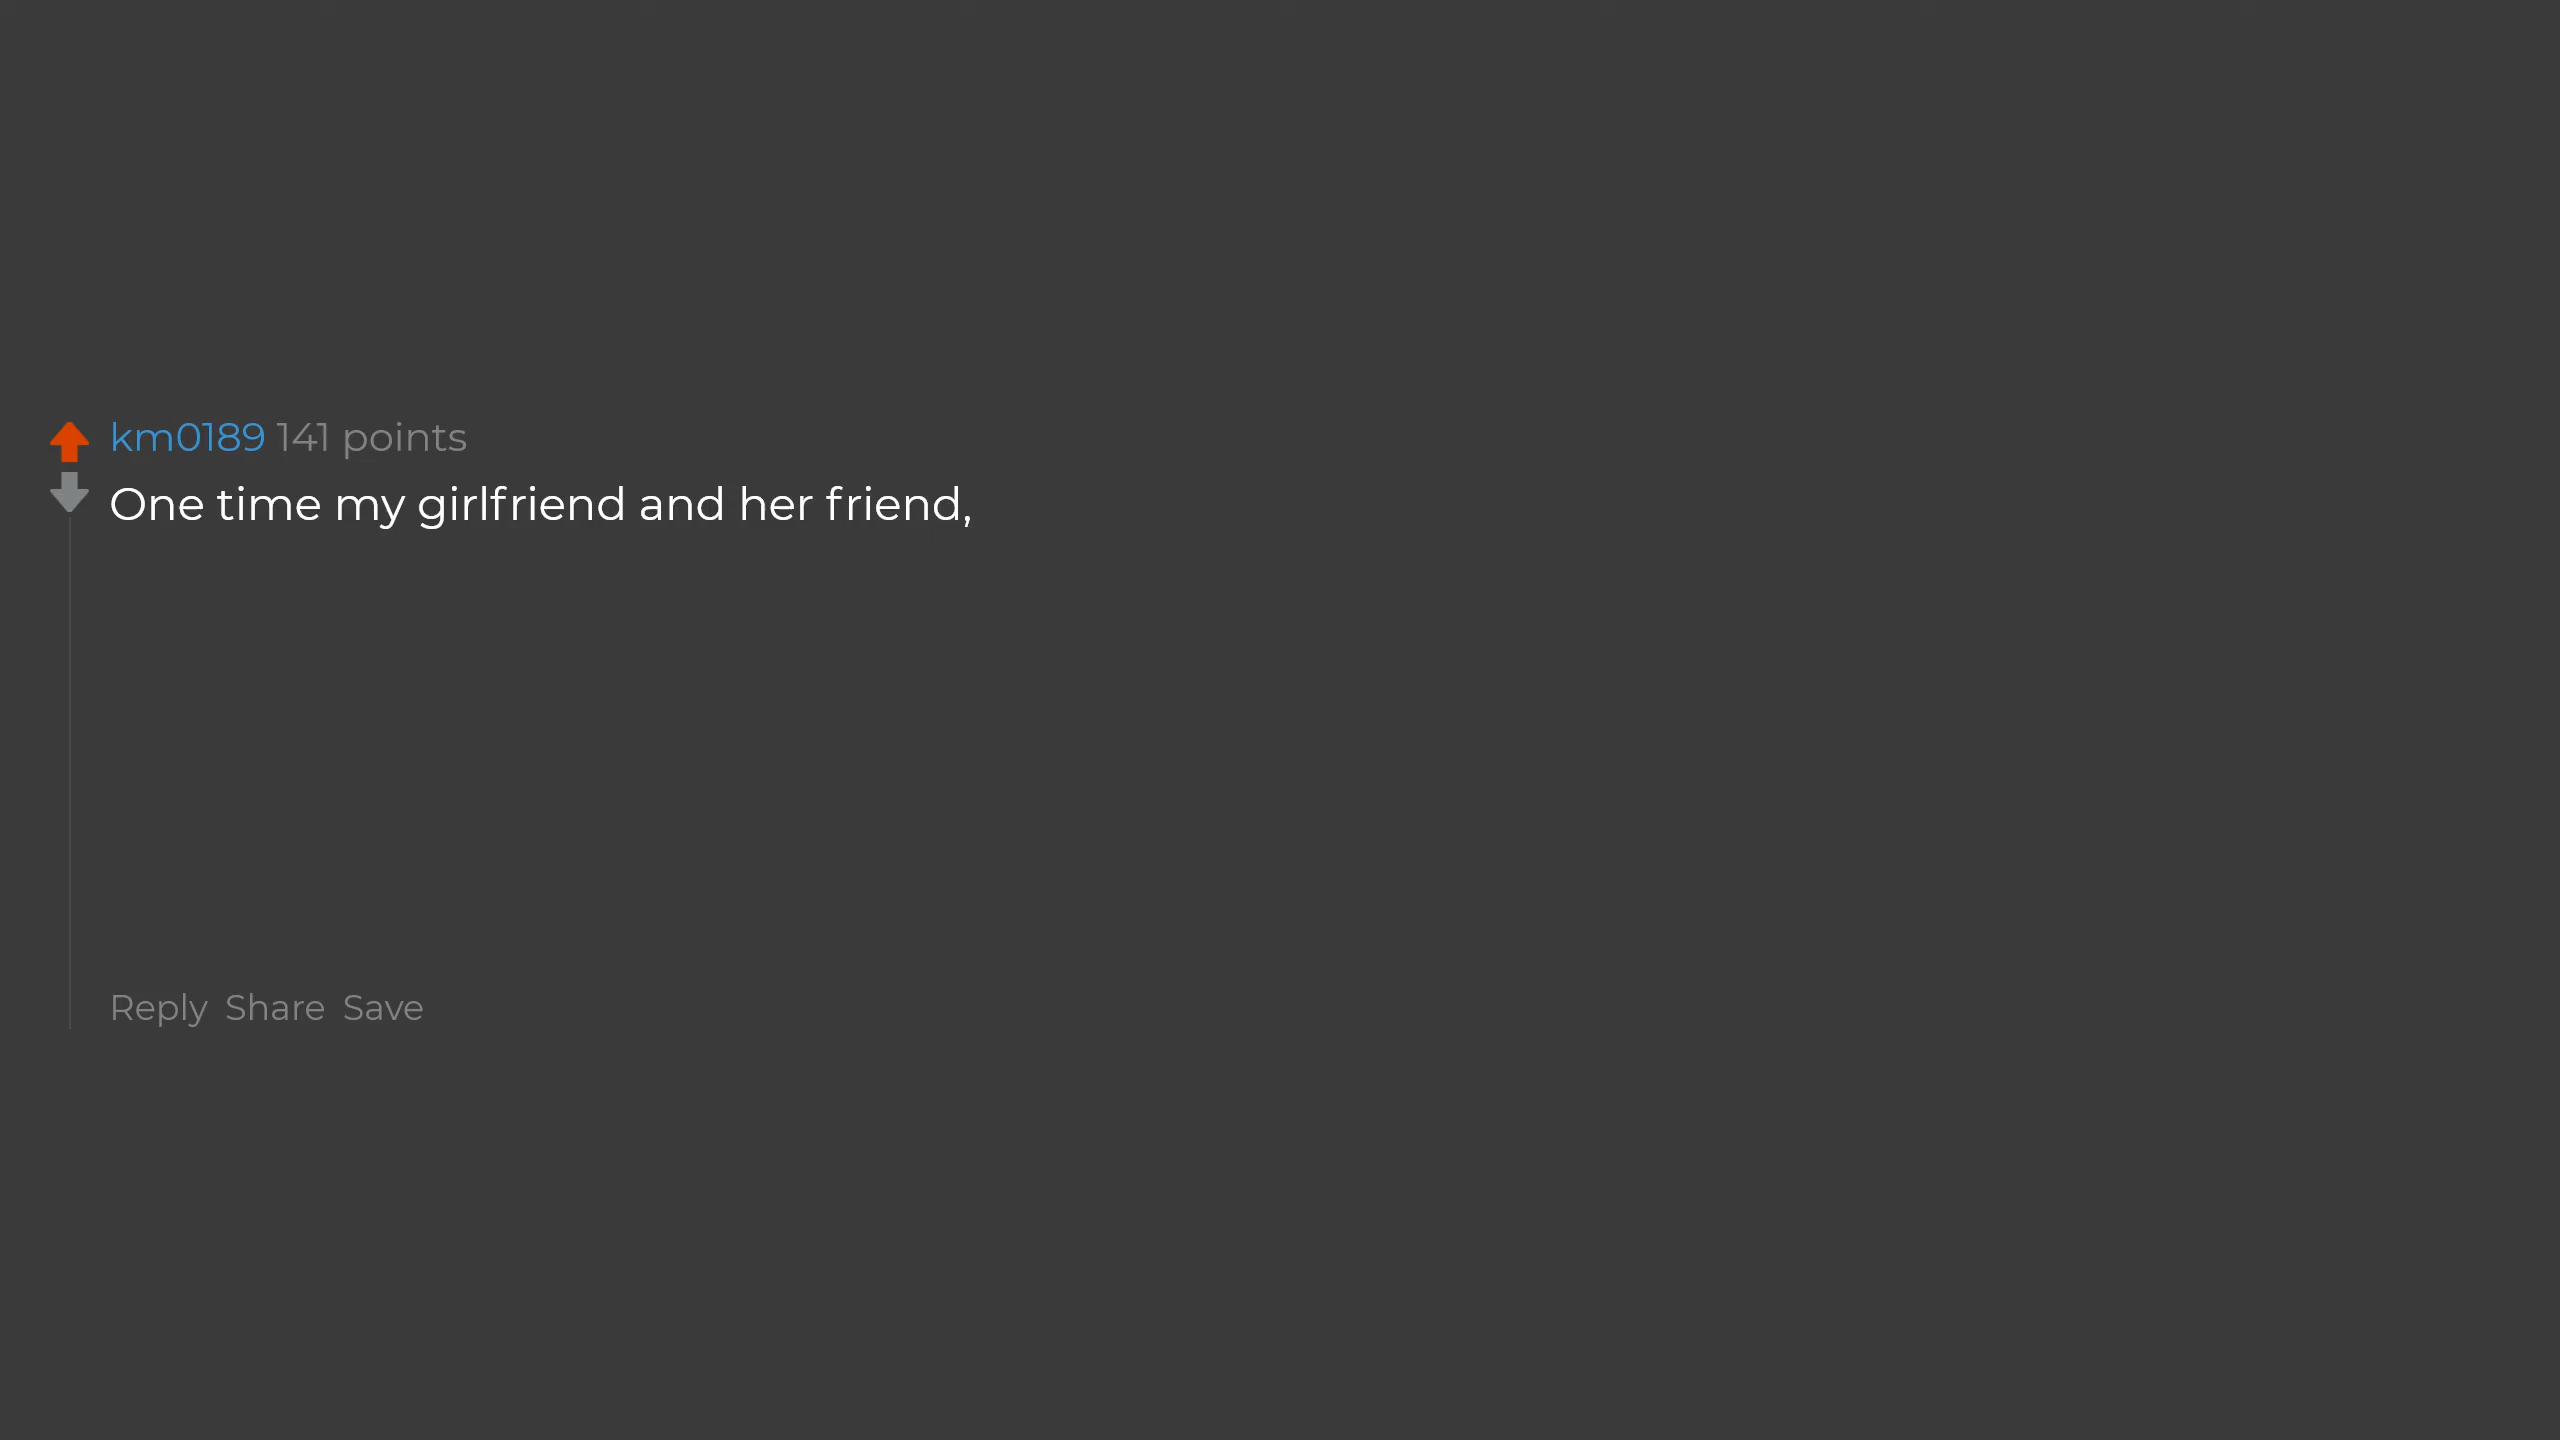 km0189 141 points
One time my girlfriend and her friend,
Reply Share Save